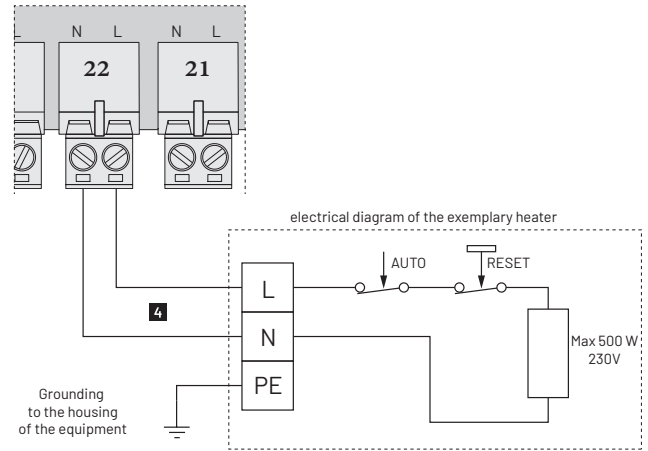 L
N L
N L
22
21
electrical diagram of the exemplary heater
AUTO
RESET
L
4
N
Max 500 W
230V
PE
Grounding
to the housing
of the equipment